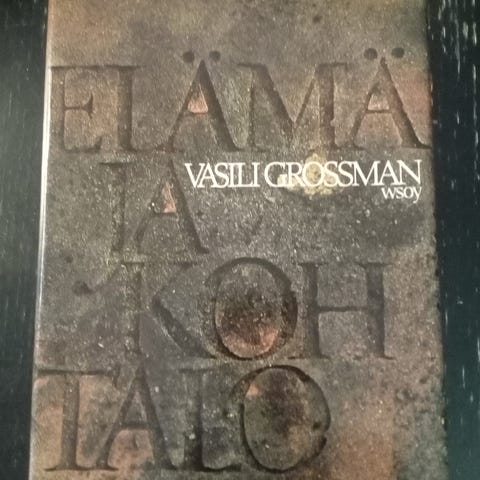 ELÄMÄ
VASILI GROSSMAN
wsoy
JA
KOH
TALO